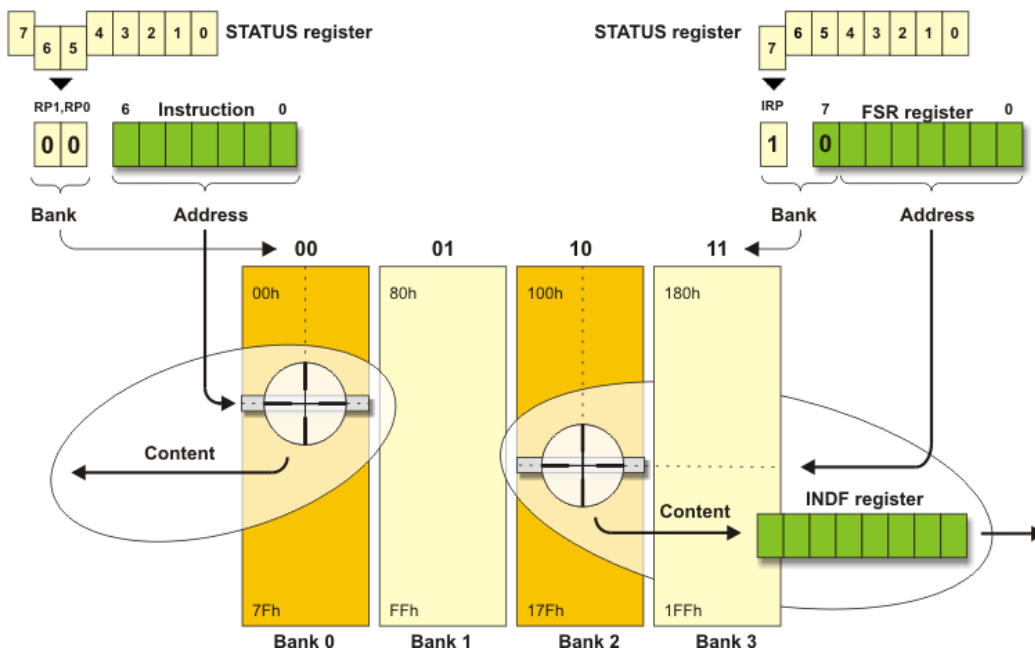 7 6 5 4 3 2 1 0 STATUS register
STATUS register 7 6 5 4 3 2 1 0
RP1,RP0 6 Instruction 0
IRP 7 FSR register 0
0 0
1 0
Bank Address
Bank Address
00 01 10 11
00h 80h 100h 180h
Content
INDF register
Content
7Fh FFh 17Fh 1FFh
Bank 0 Bank 1 Bank 2 Bank 3